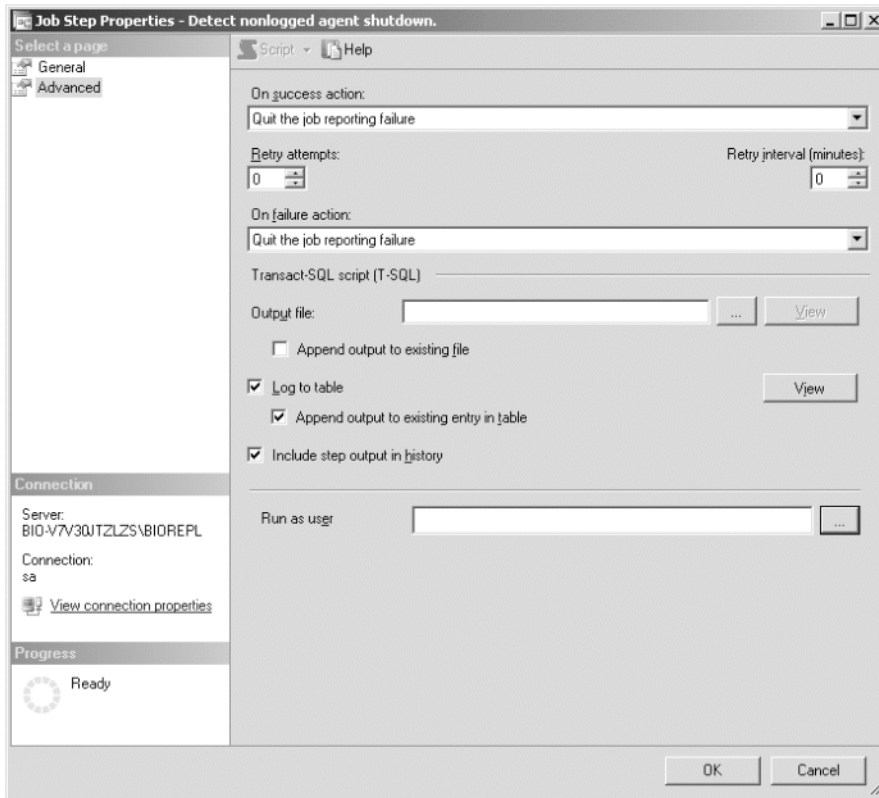 Job Step Properties - Detect nonlogged agent shutdown.
Select a page
General
Advanced
Script
Help
On success action:
Quit the job reporting failure
Retry attempts:
Retry interval (minutes):
0
0
On failure action:
Quit the job reporting failure
Transact-SQL script (T-SQL)
Output file:
...
View
Append output to existing file
Log to table
View
Append output to existing entry in table
Include step output in history
Run as user
...
Connection
Server:
BIO-V7V30JTZLZS\BIOREPL
Connection:
sa
View connection properties
Progress
Ready
OK
Cancel